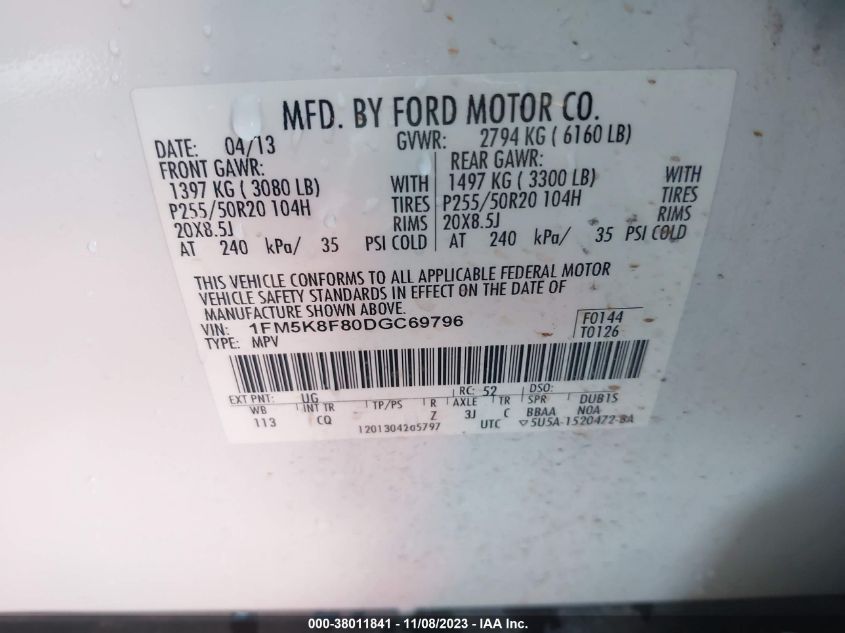 MFD. BY FORD MOTOR CO.
DATE: 04/13 GVWR: 2794 KG ( 6160 LB)
FRONT GAWR: REAR GAWR:
1397 KG ( 3080 LB) WITH 1497 KG ( 3300 LB) WITH
P255/50R20 104H TIRES P255/50R20 104H TIRES
20X8.5J RIMS 20X8.5J RIMS
AT 240 kPa/ 35 PSI COLD AT 240 kPa/ 35 PSI COLD
THIS VEHICLE CONFORMS TO ALL APPLICABLE FEDERAL MOTOR
VEHICLE SAFETY STANDARDS IN EFFECT ON THE DATE OF
MANUFACTURE SHOWN ABOVE.
VIN: 1FM5K8F80DGC69796 F0144
TYPE: MPV T0126
EXT PNT: UG RC: 52 DSO:
WB INT TR TP/PS R AXLE TR SPR DUB1S
113 CQ Z 3J C BBAA NOA
1201304205797 UTC ▽5U5A-1520472-BA
000-38011841 - 11/08/2023 - IAA Inc.